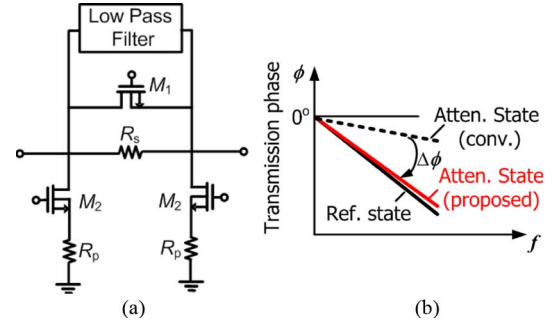 Low Pass
Filter
M1
Rs
M2
M2
Rp
Rp
(a)
Transmission phase
ϕ
0°
Atten. State
(conv.)
Δϕ
Atten. State
(proposed)
Ref. state
f
(b)